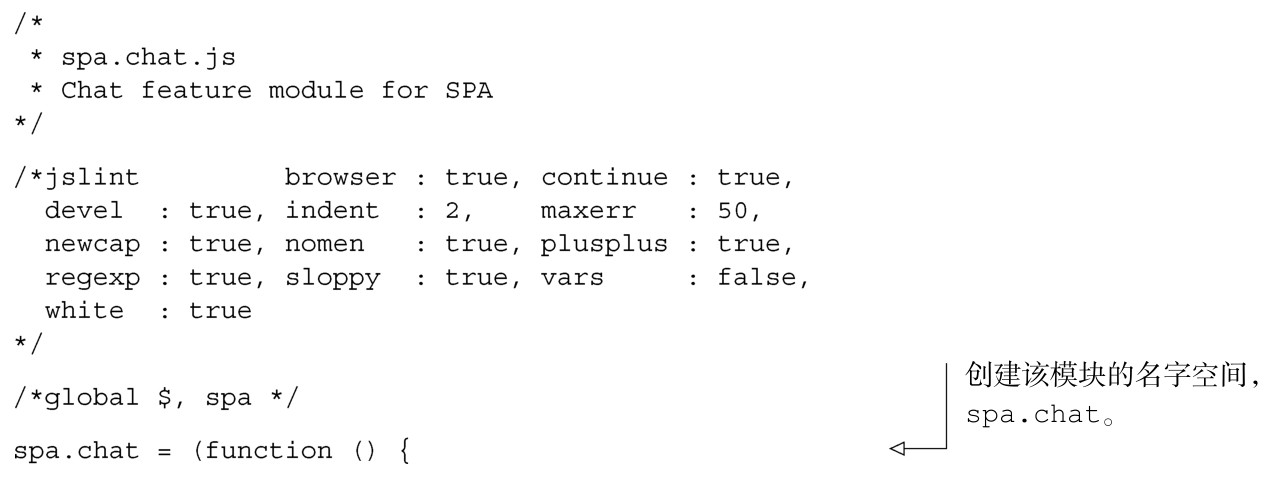 /*
 * spa.chat.js
 * Chat feature module for SPA
*/
/*jslint         browser : true, continue : true,
  devel  : true, indent  : 2,    maxerr   : 50,
  newcap : true, nomen   : true, plusplus : true,
  regexp : true, sloppy  : true, vars     : false,
  white  : true
*/
/*global $, spa */
spa.chat = (function () {
创建该模块的名字空间，
spa.chat。